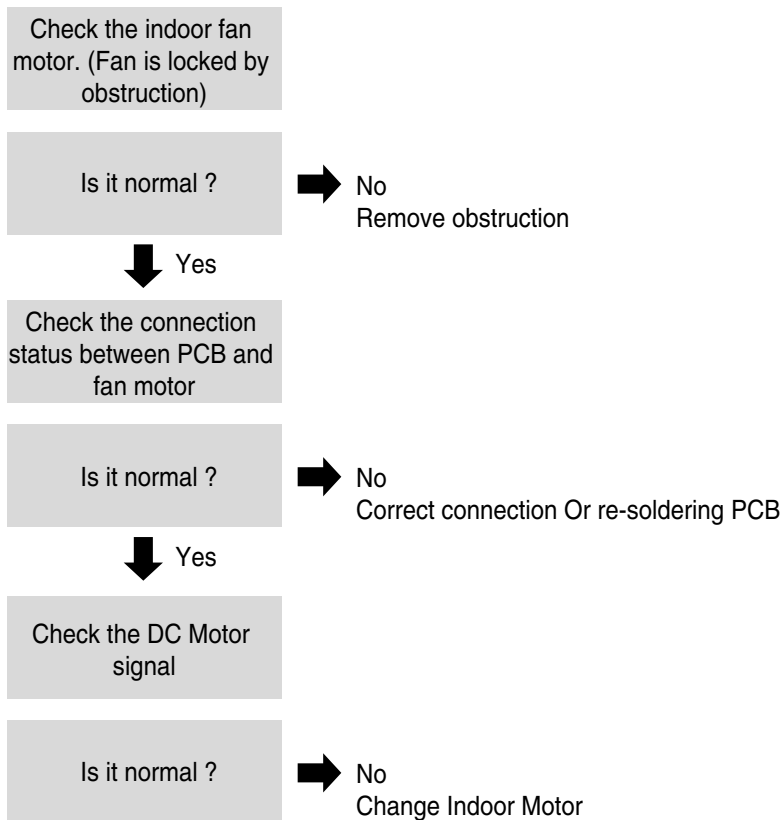 Check the indoor fan
motor. (Fan is locked by
obstruction)
Is it normal ?
No
Remove obstruction
Yes
Check the connection
status between PCB and
fan motor
Is it normal ?
No
Correct connection Or re-soldering PCB
Yes
Check the DC Motor
signal
Is it normal ?
No
Change Indoor Motor